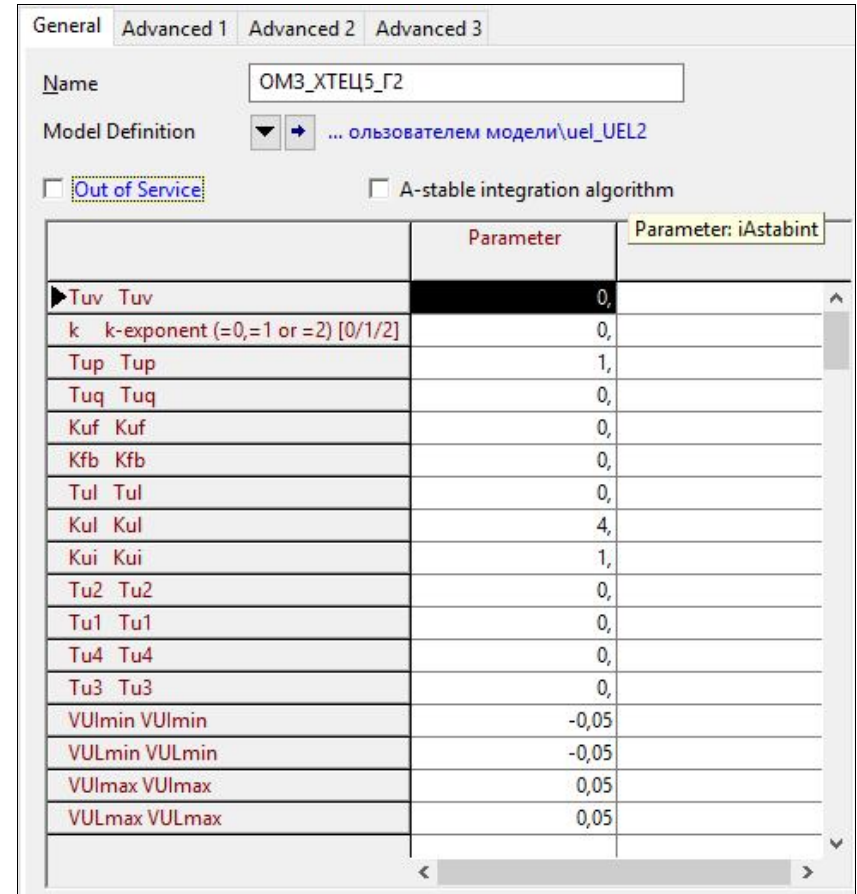 General Advanced 1 Advanced 2 Advanced 3
Name ОМЗ_ХТЕЦ5_Г2
Model Definition ... ользователем модели\uel_UEL2
Out of Service A-stable integration algorithm
Parameter Parameter: iAstabint
Tuv Tuv 0,
k k-exponent (=0,=1 or =2) [0/1/2] 0,
Tup Tup 1,
Tuq Tuq 0,
Kuf Kuf 0,
Kfb Kfb 0,
Tul Tul 0,
Kul Kul 4,
Kui Kui 1,
Tu2 Tu2 0,
Tu1 Tu1 0,
Tu4 Tu4 0,
Tu3 Tu3 0,
VUImin VUImin -0,05
VULmin VULmin -0,05
VUImax VUImax 0,05
VULmax VULmax 0,05